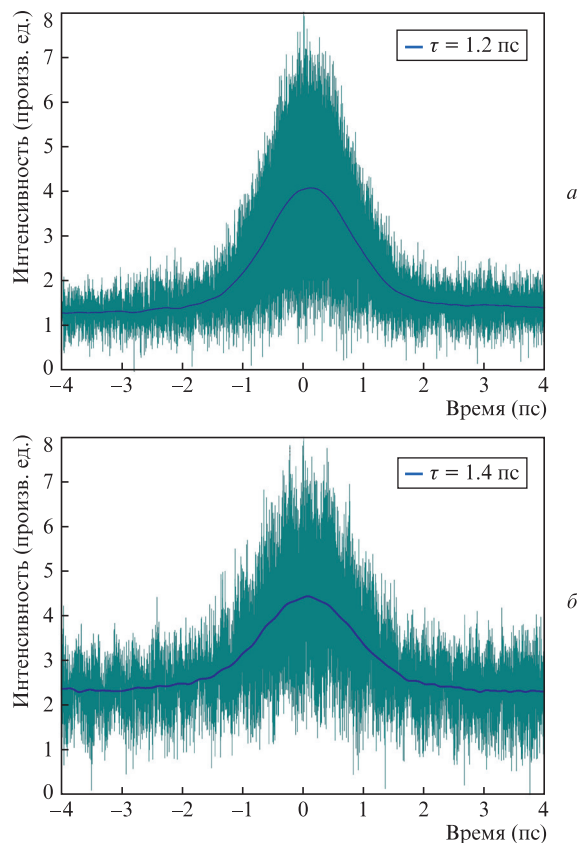 Интенсивность (произв. ед.)
8
7
6
5
4
3
2
1
0
τ = 1.2 пс
а
−4 −3 −2 −1 0 1 2 3 4
Время (пс)
Интенсивность (произв. ед.)
8
7
6
5
4
3
2
1
0
τ = 1.4 пс
б
−4 −3 −2 −1 0 1 2 3 4
Время (пс)